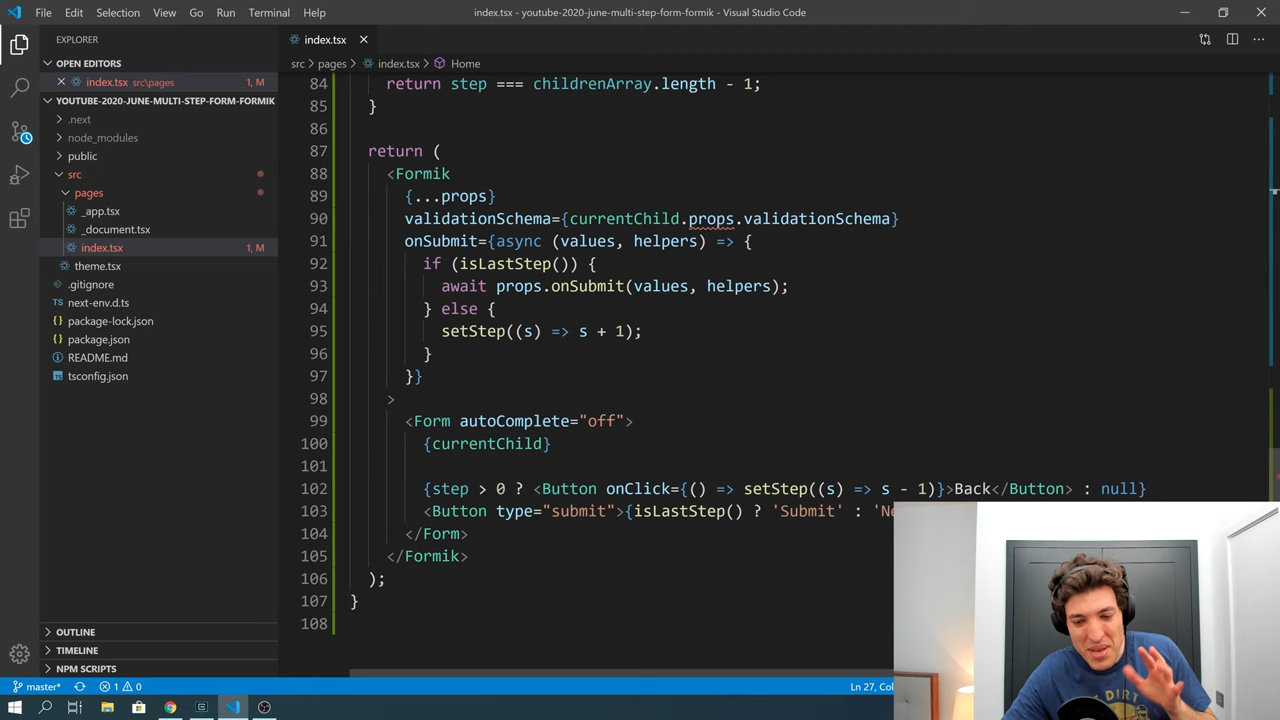 File Edit Selection View Go Run Terminal Help
index.tsx - youtube-2020-june-multi-step-form-formik - Visual Studio Code
EXPLORER
OPEN EDITORS
index.tsx src\pages 1, M
YOUTUBE-2020-JUNE-MULTI-STEP-FORM-FORMIK
.next
node_modules
public
src
pages
_app.tsx
_document.tsx
index.tsx 1, M
theme.tsx
.gitignore
next-env.d.ts
package-lock.json
package.json
README.md
tsconfig.json
OUTLINE
TIMELINE
NPM SCRIPTS
index.tsx
src > pages > index.tsx > Home
84 return step === childrenArray.length - 1;
85 }
86
87 return (
88 <Formik
89 {...props}
90 validationSchema={currentChild.props.validationSchema}
91 onSubmit={async (values, helpers) => {
92 if (isLastStep()) {
93 await props.onSubmit(values, helpers);
94 } else {
95 setStep((s) => s + 1);
96 }
97 }}
98 >
99 <Form autoComplete="off">
100 {currentChild}
101
102 {step > 0 ? <Button onClick={() => setStep((s) => s - 1)}>Back</Button> : null}
103 <Button type="submit">{isLastStep() ? 'Submit' : 'Ne
104 </Form>
105 </Formik>
106 );
107 }
108
master* 1 0 Ln 27, Col